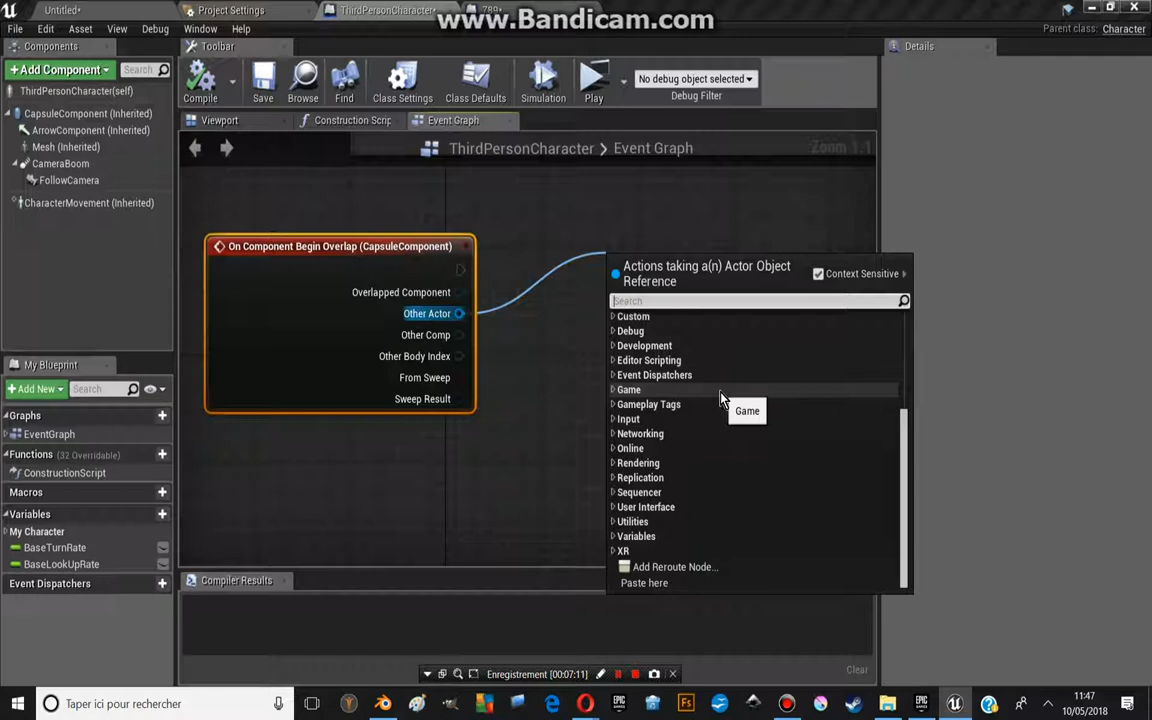 Untitled*
Project Settings
ThirdPersonCharacter*
789*
www.Bandicam.com
File Edit Asset View Debug Window Help
Parent class: Character
Components
Toolbar
Details
Add Component
Search
Compile
Save
Browse
Find
Class Settings
Class Defaults
Simulation
Play
No debug object selected
Debug Filter
ThirdPersonCharacter(self)
CapsuleComponent (Inherited)
ArrowComponent (Inherited)
Mesh (Inherited)
CameraBoom
FollowCamera
CharacterMovement (Inherited)
Viewport
Construction Scrip
Event Graph
ThirdPersonCharacter > Event Graph
Zoom 1:1
On Component Begin Overlap (CapsuleComponent)
Overlapped Component
Other Actor
Other Comp
Other Body Index
From Sweep
Sweep Result
Actions taking a(n) Actor Object
Reference
Context Sensitive
Search
Custom
Debug
Development
Editor Scripting
Event Dispatchers
Game
Gameplay Tags
Input
Networking
Online
Rendering
Replication
Sequencer
User Interface
Utilities
Variables
XR
Add Reroute Node...
Paste here
Game
My Blueprint
Add New
Search
Graphs
EventGraph
Functions (32 Overridable)
ConstructionScript
Macros
Variables
My Character
BaseTurnRate
BaseLookUpRate
Event Dispatchers
Compiler Results
Clear
Enregistrement [00:07:11]
Taper ici pour rechercher
EPIC GAMES
Fs
EPIC GAMES
11:47
10/05/2018